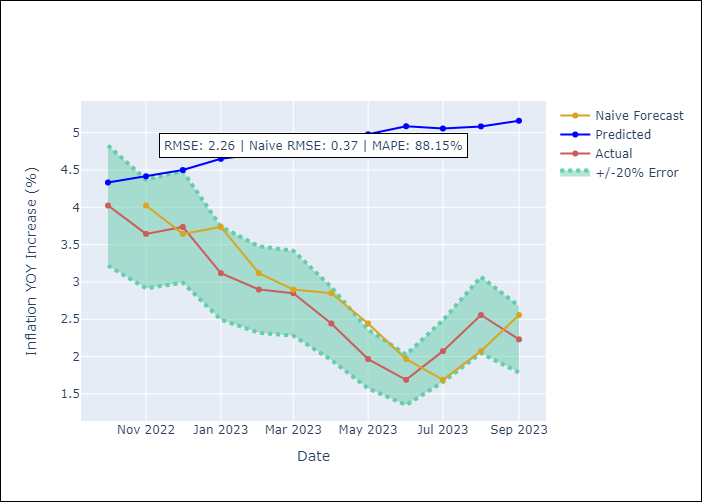 Naive Forecast
Predicted
Actual
+/-20% Error
RMSE: 2.26 | Naive RMSE: 0.37 | MAPE: 88.15%
5
4.5
4
3.5
3
2.5
2
1.5
Inflation YOY Increase (%)
Nov 2022 Jan 2023 Mar 2023 May 2023 Jul 2023 Sep 2023
Date